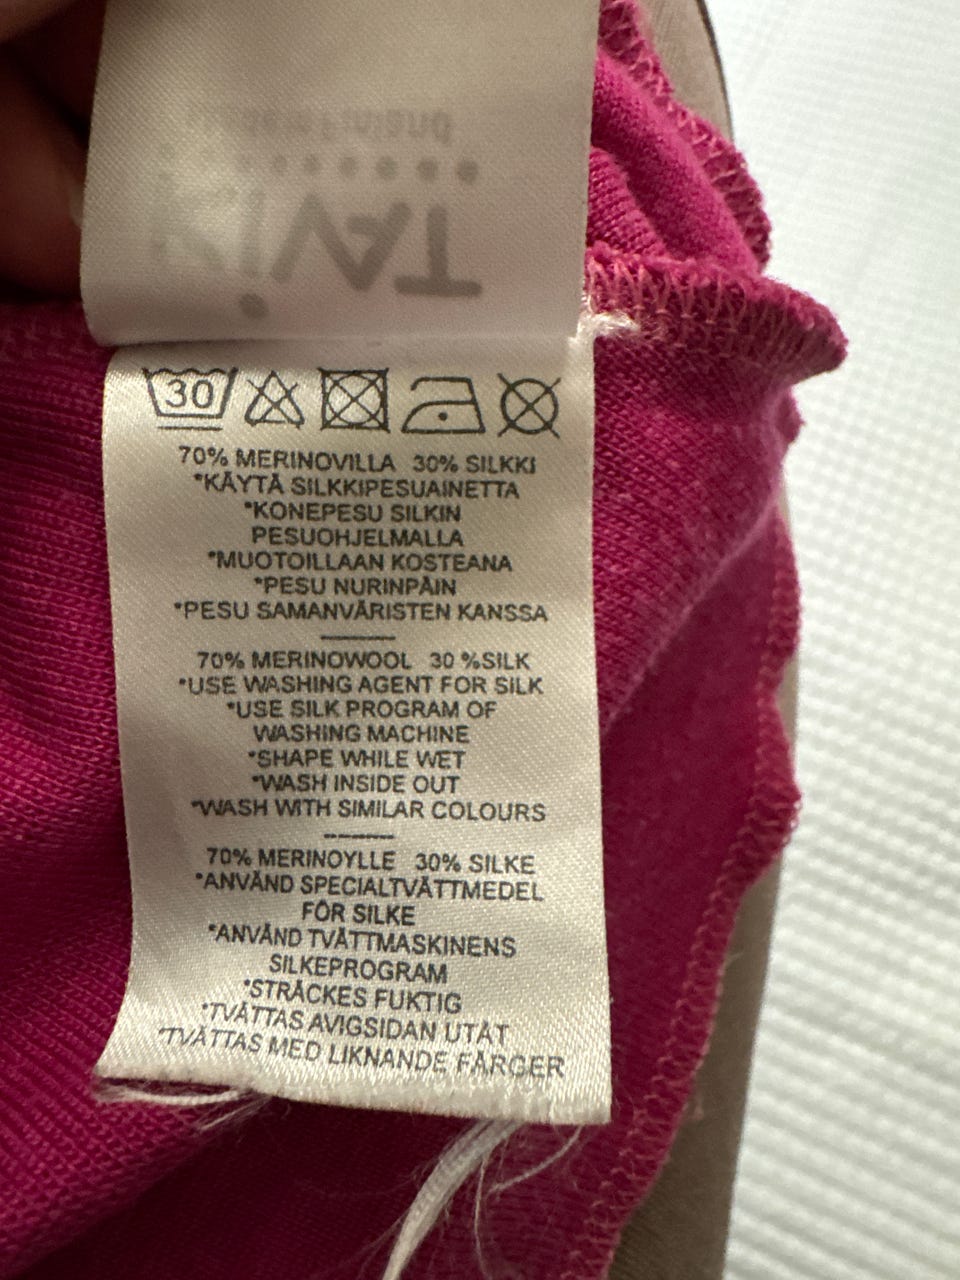 Made in Finland
30
70% MERINOVILLA 30% SILKKI
*KÄYTÄ SILKKIPESUAINETTA
*KONEPESU SILKIN
PESUOHJELMALLA
*MUOTOILLAAN KOSTEANA
*PESU NURINPÄIN
*PESU SAMANVÄRISTEN KANSSA
70% MERINOWOOL 30 %SILK
*USE WASHING AGENT FOR SILK
*USE SILK PROGRAM OF
WASHING MACHINE
*SHAPE WHILE WET
*WASH INSIDE OUT
*WASH WITH SIMILAR COLOURS
70% MERINOYLLE 30% SILKE
*ANVÄND SPECIALTVÄTTMEDEL
FÖR SILKE
*ANVÄND TVÄTTMASKINENS
SILKEPROGRAM
*STRÄCKES FUKTIG
*TVÄTTAS AVIGSIDAN UTÅT
*TVÄTTAS MED LIKNANDE FÄRGER